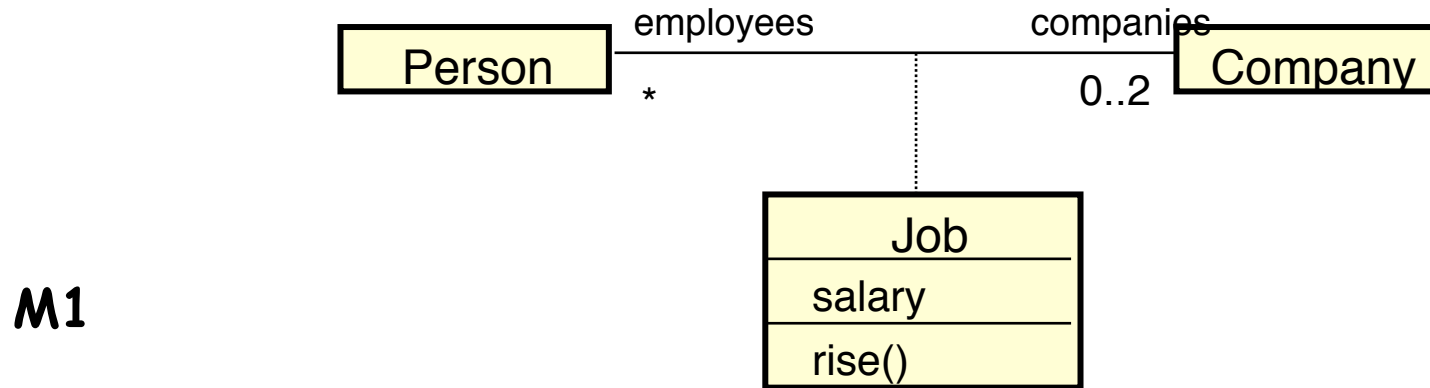 employees companies
Person Company
* 0..2
Job
salary
M1
rise()